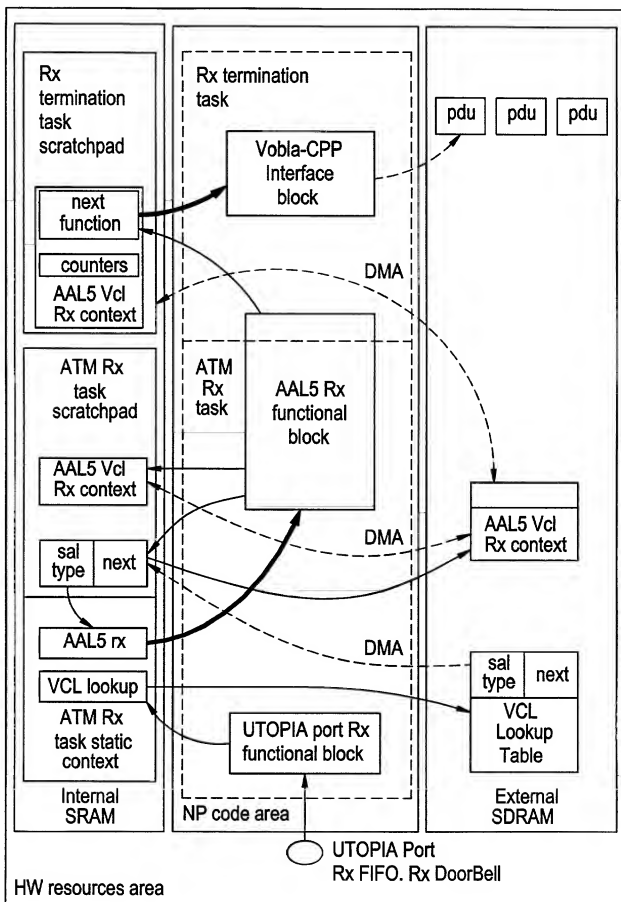 Rx
termination
task
scratchpad
next
function
counters
AAL5 Vcl
Rx context
ATM Rx
task
scratchpad
AAL5 Vcl
Rx context
sal
type
next
AAL5 rx
VCL lookup
ATM Rx
task static
context
Internal
SRAM
Rx termination
task
Vobla-CPP
Interface
block
ATM
Rx
task
AAL5 Rx
functional
block
UTOPIA port Rx
functional block
NP code area
pdu
pdu
pdu
DMA
DMA
AAL5 Vcl
Rx context
DMA
sal
type
next
VCL
Lookup
Table
External
SDRAM
UTOPIA Port
Rx FIFO. Rx DoorBell
HW resources area